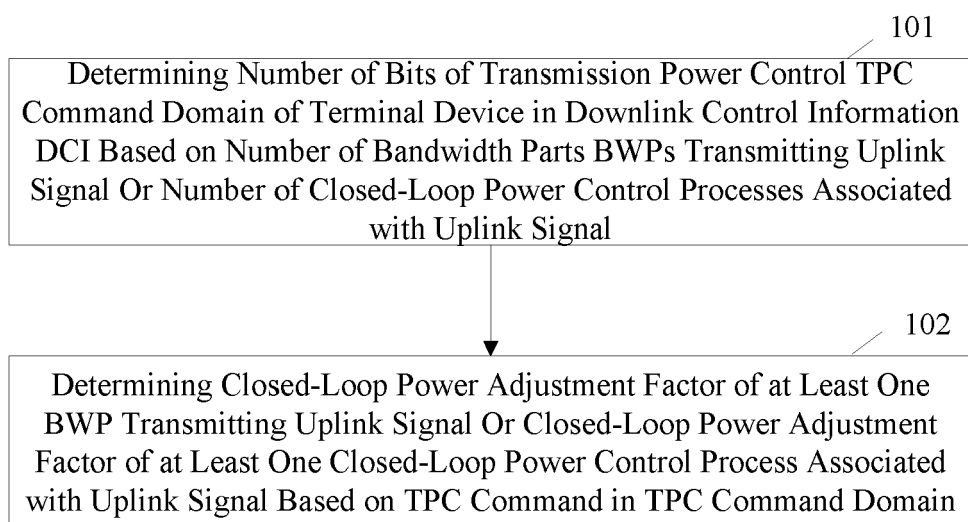 101
Determining Number of Bits of Transmission Power Control TPC
Command Domain of Terminal Device in Downlink Control Information
DCI Based on Number of Bandwidth Parts BWPs Transmitting Uplink
Signal Or Number of Closed-Loop Power Control Processes Associated
with Uplink Signal
102
Determining Closed-Loop Power Adjustment Factor of at Least One
BWP Transmitting Uplink Signal Or Closed-Loop Power Adjustment
Factor of at Least One Closed-Loop Power Control Process Associated
with Uplink Signal Based on TPC Command in TPC Command Domain